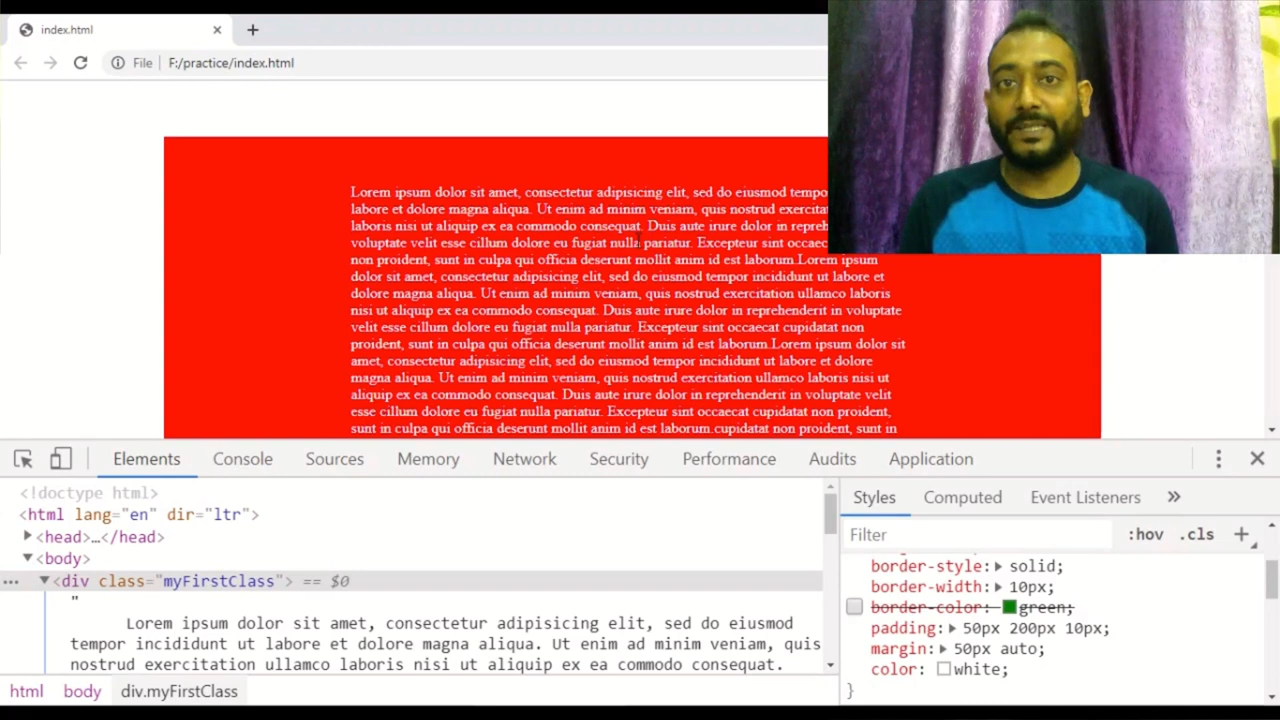 index.html
File F:/practice/index.html
Lorem ipsum dolor sit amet, consectetur adipisicing elit, sed do eiusmod tempo
labore et dolore magna aliqua. Ut enim ad minim veniam, quis nostrud exercitat
laboris nisi ut aliquip ex ea commodo consequat. Duis aute irure dolor in repreh
voluptate velit esse cillum dolore eu fugiat nulla pariatur. Excepteur sint occaec
non proident, sunt in culpa qui officia deserunt mollit anim id est laborum.Lorem ipsum
dolor sit amet, consectetur adipisicing elit, sed do eiusmod tempor incididunt ut labore et
dolore magna aliqua. Ut enim ad minim veniam, quis nostrud exercitation ullamco laboris
nisi ut aliquip ex ea commodo consequat. Duis aute irure dolor in reprehenderit in voluptate
velit esse cillum dolore eu fugiat nulla pariatur. Excepteur sint occaecat cupidatat non
proident, sunt in culpa qui officia deserunt mollit anim id est laborum.Lorem ipsum dolor sit
amet, consectetur adipisicing elit, sed do eiusmod tempor incididunt ut labore et dolore
magna aliqua. Ut enim ad minim veniam, quis nostrud exercitation ullamco laboris nisi ut
aliquip ex ea commodo consequat. Duis aute irure dolor in reprehenderit in voluptate velit
esse cillum dolore eu fugiat nulla pariatur. Excepteur sint occaecat cupidatat non proident,
sunt in culpa qui officia deserunt mollit anim id est laborum.cupidatat non proident, sunt in
Elements Console Sources Memory Network Security Performance Audits Application
<!doctype html>
<html lang="en" dir="ltr">
<head>…</head>
<body>
<div class="myFirstClass"> == $0
"
Lorem ipsum dolor sit amet, consectetur adipisicing elit, sed do eiusmod
tempor incididunt ut labore et dolore magna aliqua. Ut enim ad minim veniam, quis
nostrud exercitation ullamco laboris nisi ut aliquip ex ea commodo consequat.
html body div.myFirstClass
Styles Computed Event Listeners »
Filter :hov .cls +
border-style: solid;
border-width: 10px;
border-color: green;
padding: 50px 200px 10px;
margin: 50px auto;
color: white;
}